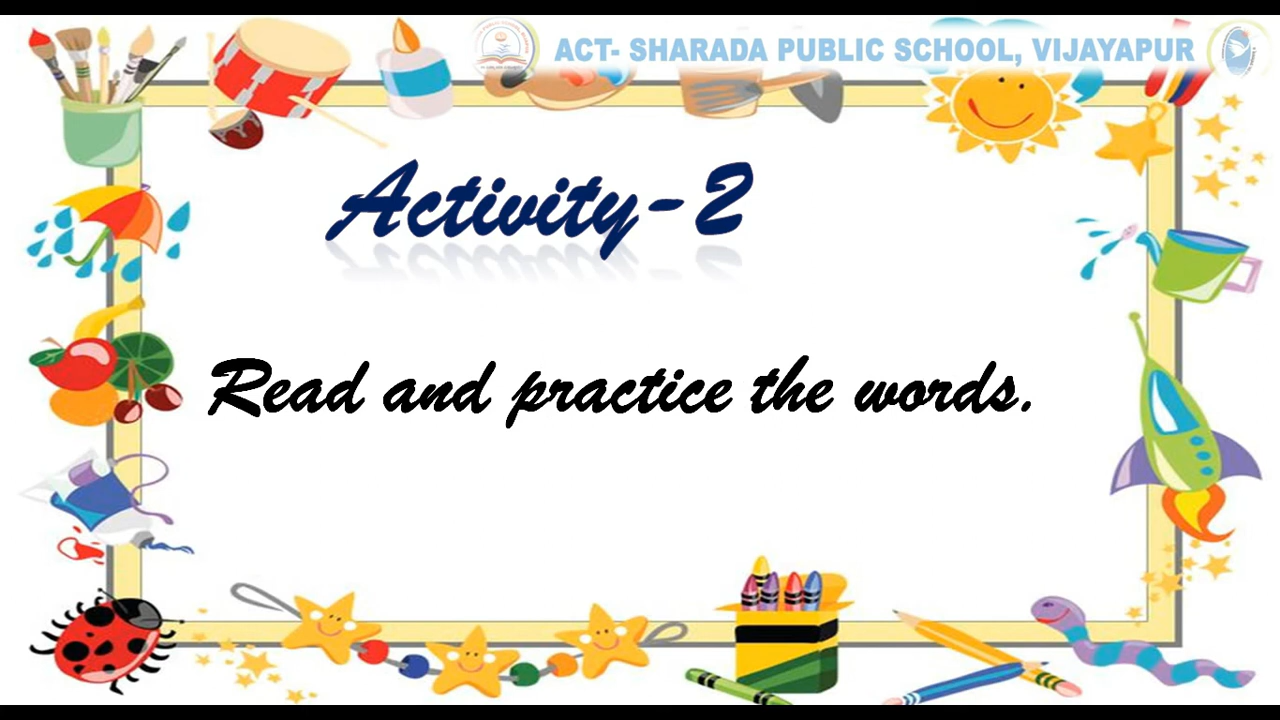 ACT- SHARADA PUBLIC SCHOOL, VIJAYAPUR
Activity-2
Read and practice the words.